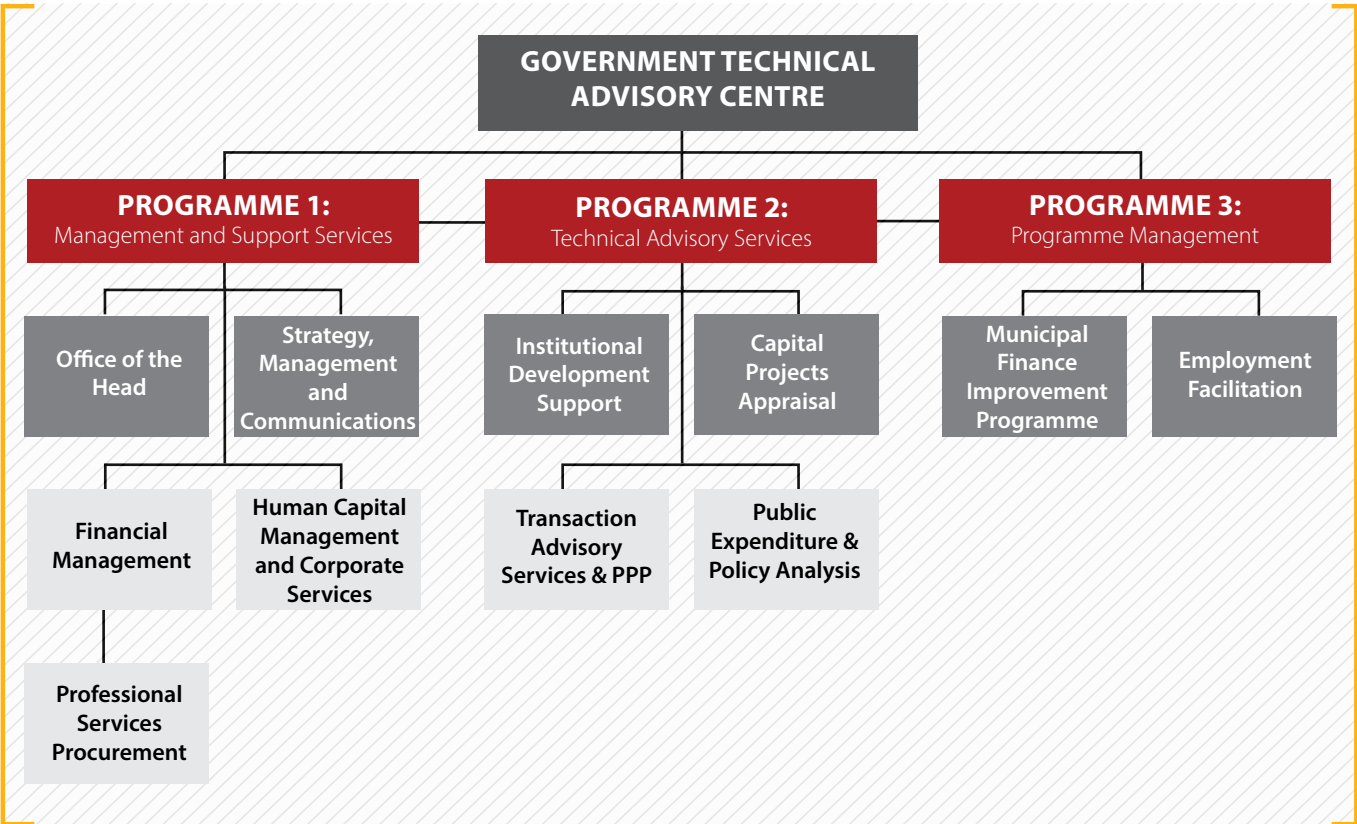 GOVERNMENT TECHNICAL
ADVISORY CENTRE
PROGRAMME 1:
Management and Support Services
PROGRAMME 2:
Technical Advisory Services
PROGRAMME 3:
Programme Management
Office of the
Head
Strategy,
Management
and
Communications
Institutional
Development
Support
Capital
Projects
Appraisal
Municipal
Finance
Improvement
Programme
Employment
Facilitation
Financial
Management
Human Capital
Management
and Corporate
Services
Transaction
Advisory
Services & PPP
Public
Expenditure &
Policy Analysis
Professional
Services
Procurement